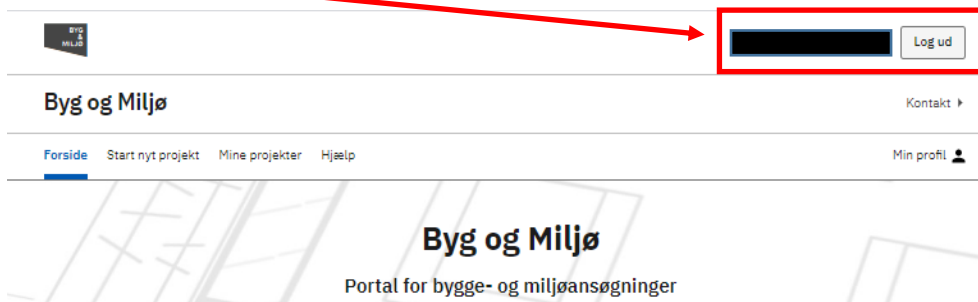 BYG
&
MILJØ
Log ud
Byg og Miljø
Kontakt
Forside Start nyt projekt Mine projekter Hjælp
Min profil
Byg og Miljø
Portal for bygge- og miljøansøgninger